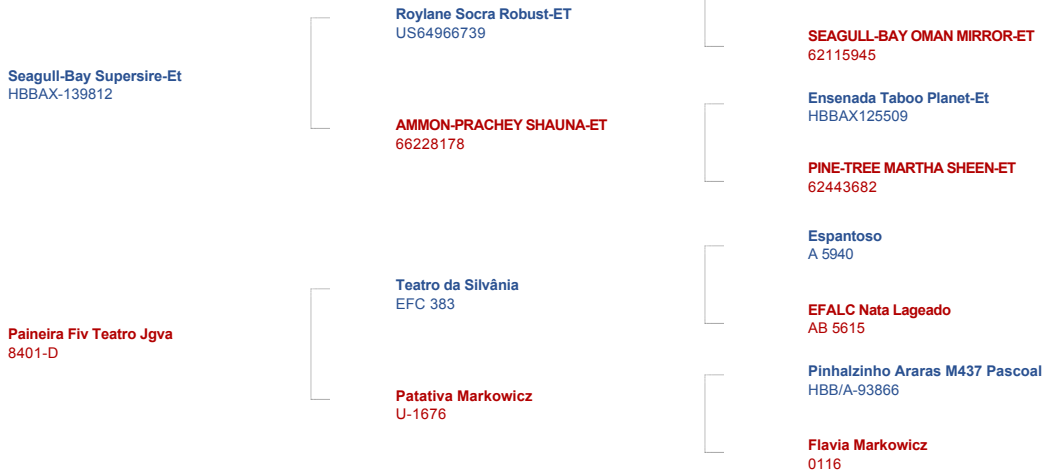 Seagull-Bay Supersire-Et
HBBAX-139812
Paineira Fiv Teatro Jgva
8401-D
Roylane Socra Robust-ET
US64966739
AMMON-PRACHEY SHAUNA-ET
66228178
Teatro da Silvânia
EFC 383
Patativa Markowicz
U-1676
SEAGULL-BAY OMAN MIRROR-ET
62115945
Ensenada Taboo Planet-Et
HBBAX125509
PINE-TREE MARTHA SHEEN-ET
62443682
Espantoso
A 5940
EFALC Nata Lageado
AB 5615
Pinhalzinho Araras M437 Pascoal
HBB/A-93866
Flavia Markowicz
0116